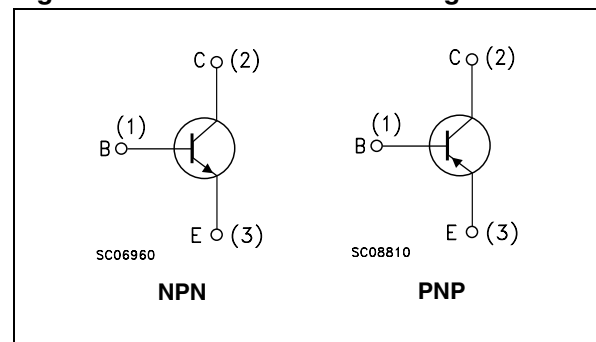 C (2)
(1)
B
E (3)
SC06960
NPN
C (2)
(1)
B
E (3)
SC08810
PNP